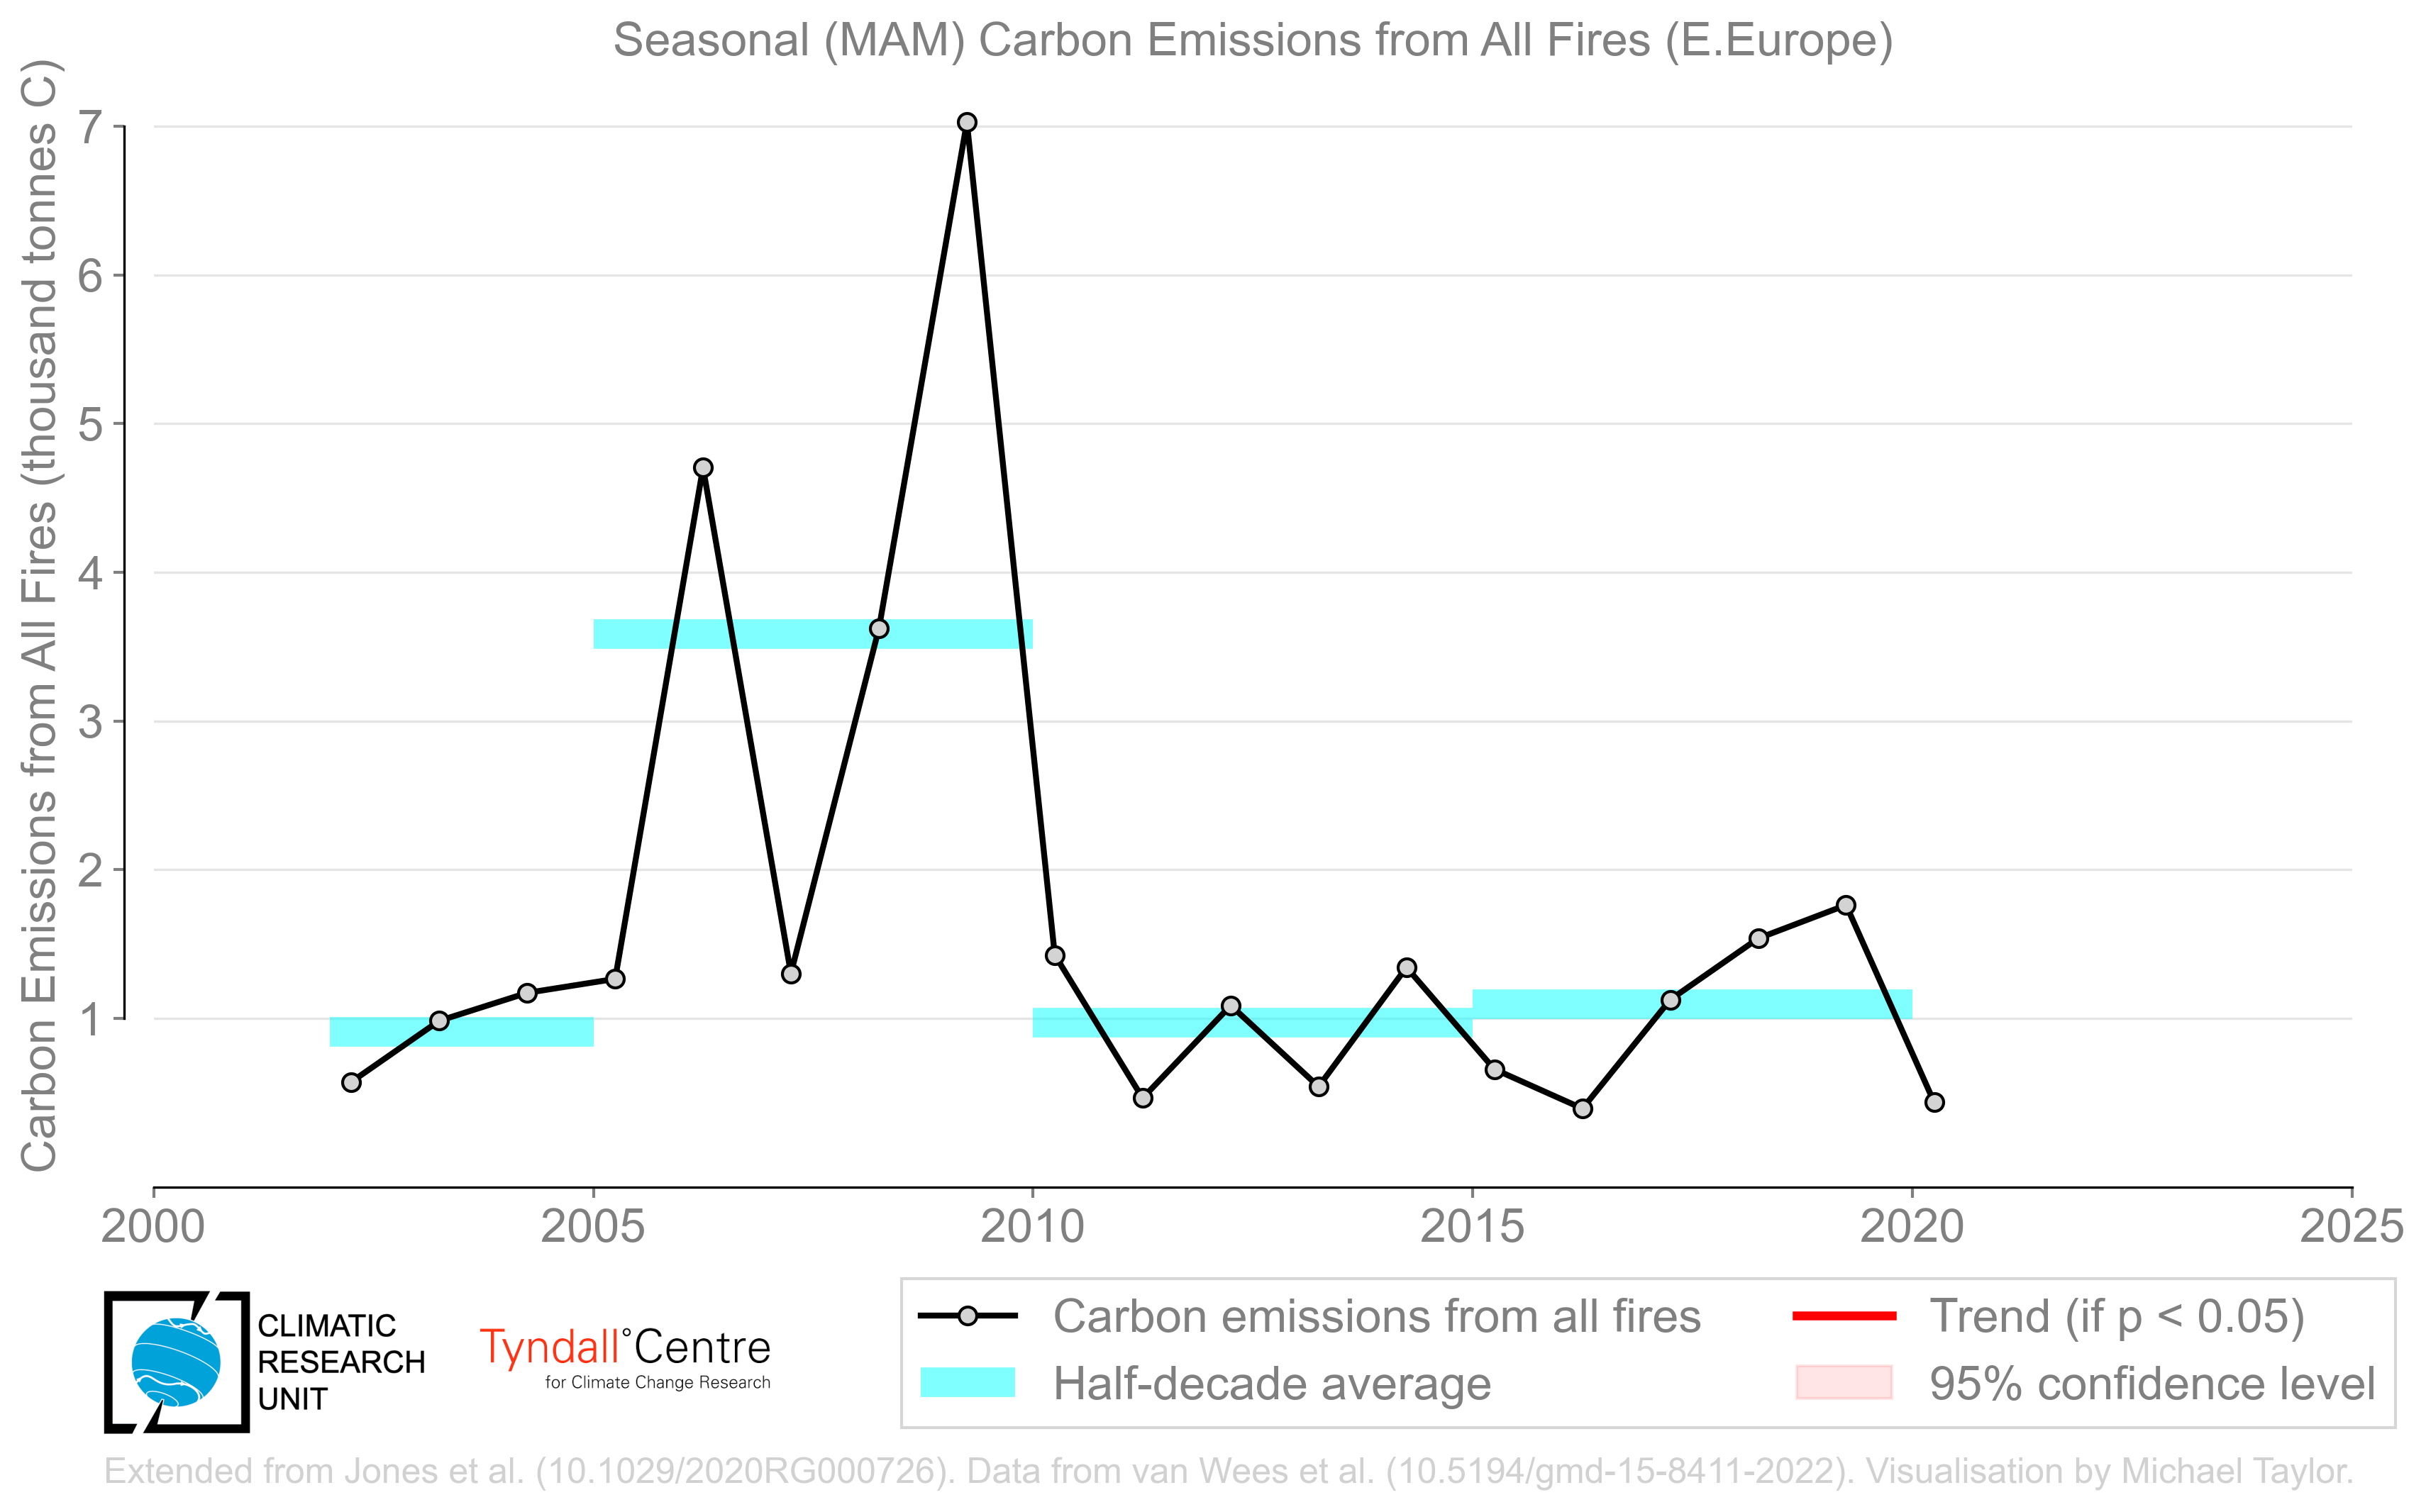 Seasonal (MAM) Carbon Emissions from All Fires (E.Europe)
Carbon Emissions from All Fires (thousand tonnes C)
7
6
5
4
3
2
1
2000 2005 2010 2015 2020 2025
CLIMATIC
RESEARCH
UNIT
Tyndall°Centre
for Climate Change Research
Carbon emissions from all fires
Half-decade average
Trend (if p < 0.05)
95% confidence level
Extended from Jones et al. (10.1029/2020RG000726). Data from van Wees et al. (10.5194/gmd-15-8411-2022). Visualisation by Michael Taylor.